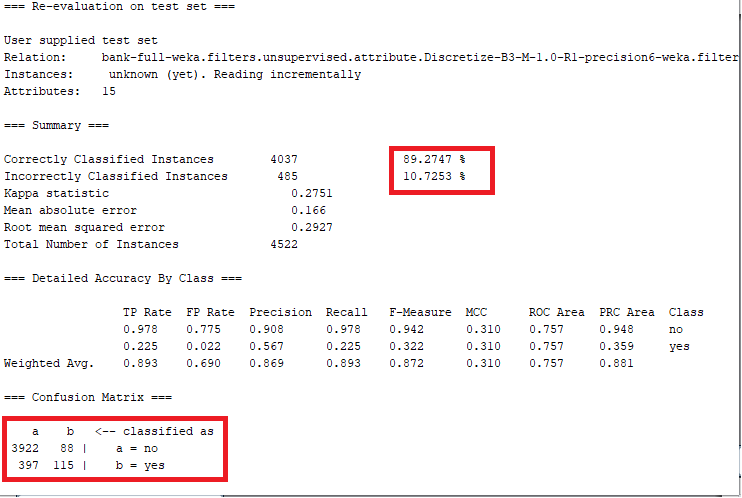 === Re-evaluation on test set ===
User supplied test set
Relation:     bank-full-weka.filters.unsupervised.attribute.Discretize-B3-M-1.0-R1-precision6-weka.filter
Instances:     unknown (yet). Reading incrementally
Attributes:   15
=== Summary ===
Correctly Classified Instances        4037               89.2747 %
Incorrectly Classified Instances       485               10.7253 %
Kappa statistic                          0.2751
Mean absolute error                      0.166
Root mean squared error                  0.2927
Total Number of Instances             4522
=== Detailed Accuracy By Class ===
                 TP Rate  FP Rate  Precision  Recall   F-Measure  MCC      ROC Area  PRC Area  Class
                 0.978    0.775    0.908      0.978    0.942      0.310    0.757     0.948     no
                 0.225    0.022    0.567      0.225    0.322      0.310    0.757     0.359     yes
Weighted Avg.    0.893    0.690    0.869      0.893    0.872      0.310    0.757     0.881
=== Confusion Matrix ===
    a    b   <-- classified as
 3922   88 |    a = no
  397  115 |    b = yes